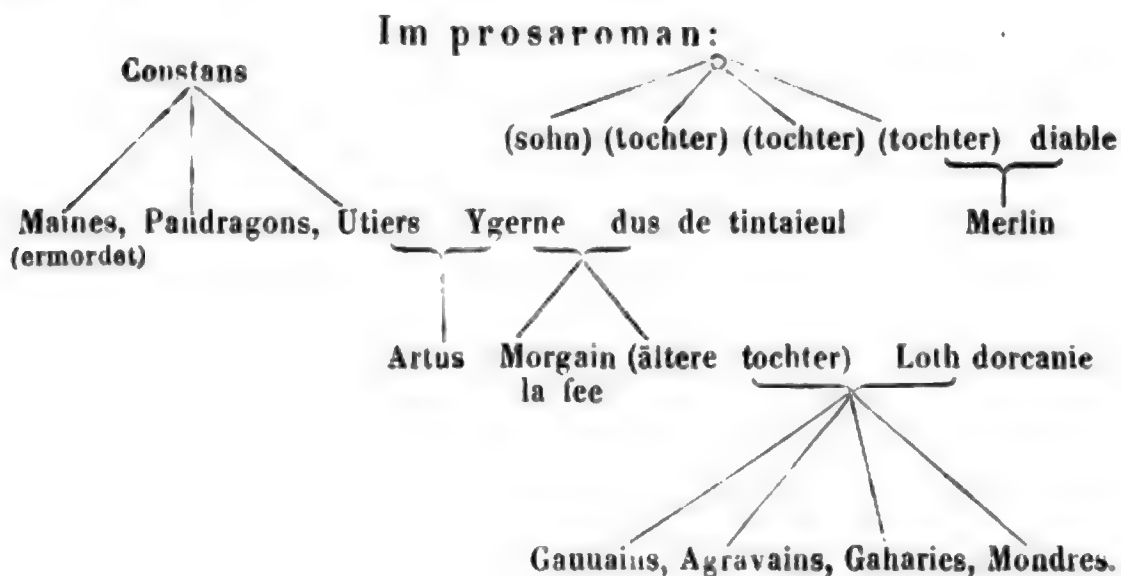 Im prosaroman:
Constans
(sohn) (tochter) (tochter) (tochter) diable
Maines, Pandragons, Utiers Ygerne dus de tintaieul Merlin
(ermordet)
Artus Morgain (ältere tochter) Loth dorcanie
la fee
Gauuains, Agravains, Gaharies, Mondres.